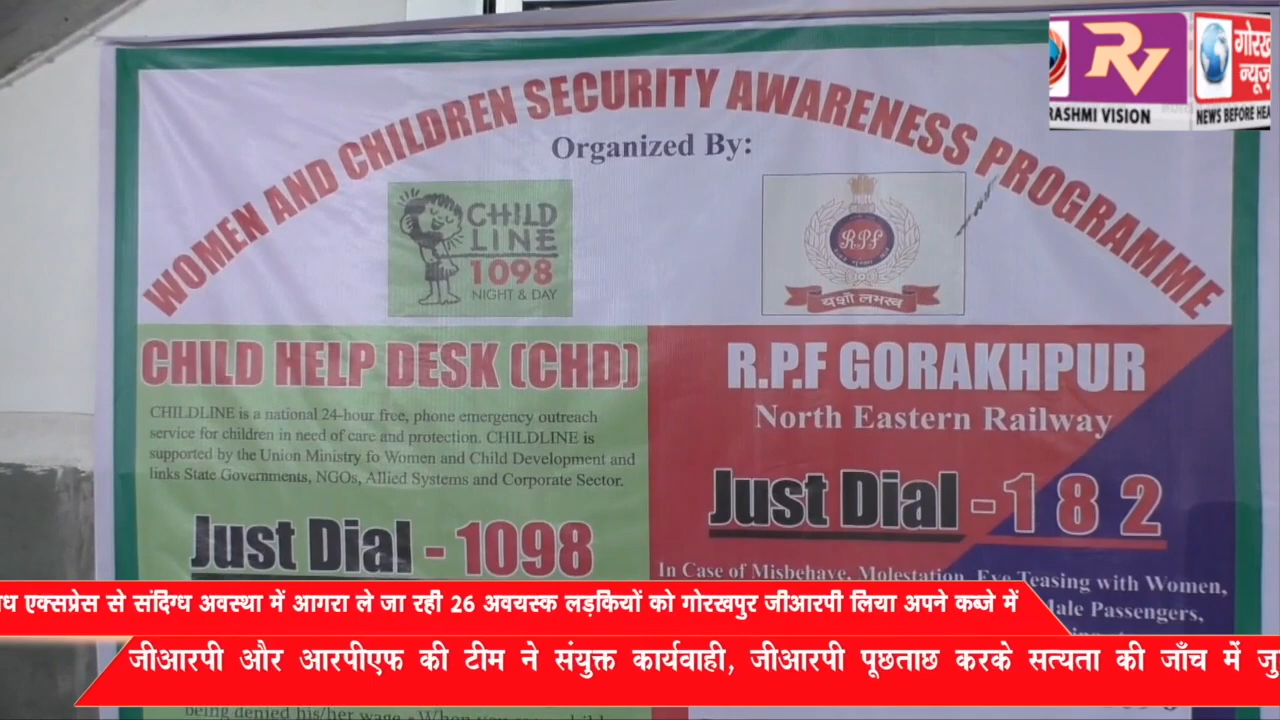 WOMEN AND CHILDREN SECURITY AWARENESS PROGRAMME
Organized By:
CHILD
LINE
1098
NIGHT & DAY
RPF
यशो लभस्व
RV
RASHMI VISION
गोरख
न्यूज
NEWS BEFORE HEA
CHILD HELP DESK (CHD)
CHILDLINE is a national 24-hour free, phone emergency outreach
service for children in need of care and protection. CHILDLINE is
supported by the Union Ministry fo Women and Child Development and
links State Governments, NGOs, Allied Systems and Corporate Sector.
Just Dial - 1098
R.P.F GORAKHPUR
North Eastern Railway
Just Dial - 1 8 2
In Case of Misbehave, Molestation, Eve Teasing with Women,
Male Passengers,
ध एक्सप्रेस से संदिग्ध अवस्था में आगरा ले जा रही 26 अवयस्क लड़कियों को गोरखपुर जीआरपी लिया अपने कब्जे में
जीआरपी और आरपीएफ की टीम ने संयुक्त कार्यवाही, जीआरपी पूछताछ करके सत्यता की जाँच में जु
being denied his/her wage - When you see a child